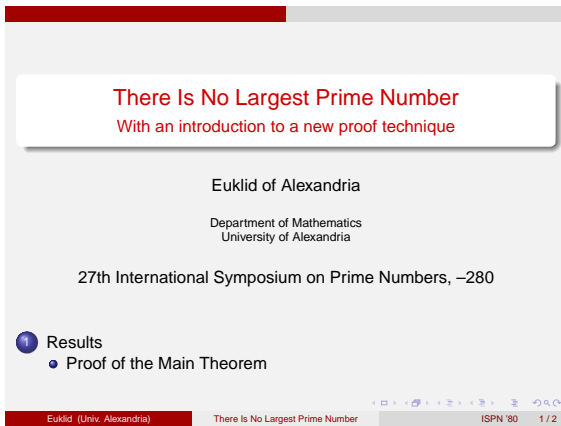 There Is No Largest Prime Number
With an introduction to a new proof technique
Euklid of Alexandria
Department of Mathematics
University of Alexandria
27th International Symposium on Prime Numbers, –280
1 Results
Proof of the Main Theorem
Euklid (Univ. Alexandria) There Is No Largest Prime Number ISPN '80 1 / 2